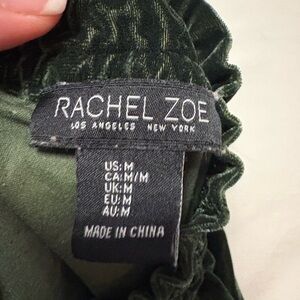 RACHEL ZOE
LOS ANGELES NEW YORK
US:M
CA:M/M
UK:M
EU:M
AU:M
MADE IN CHINA